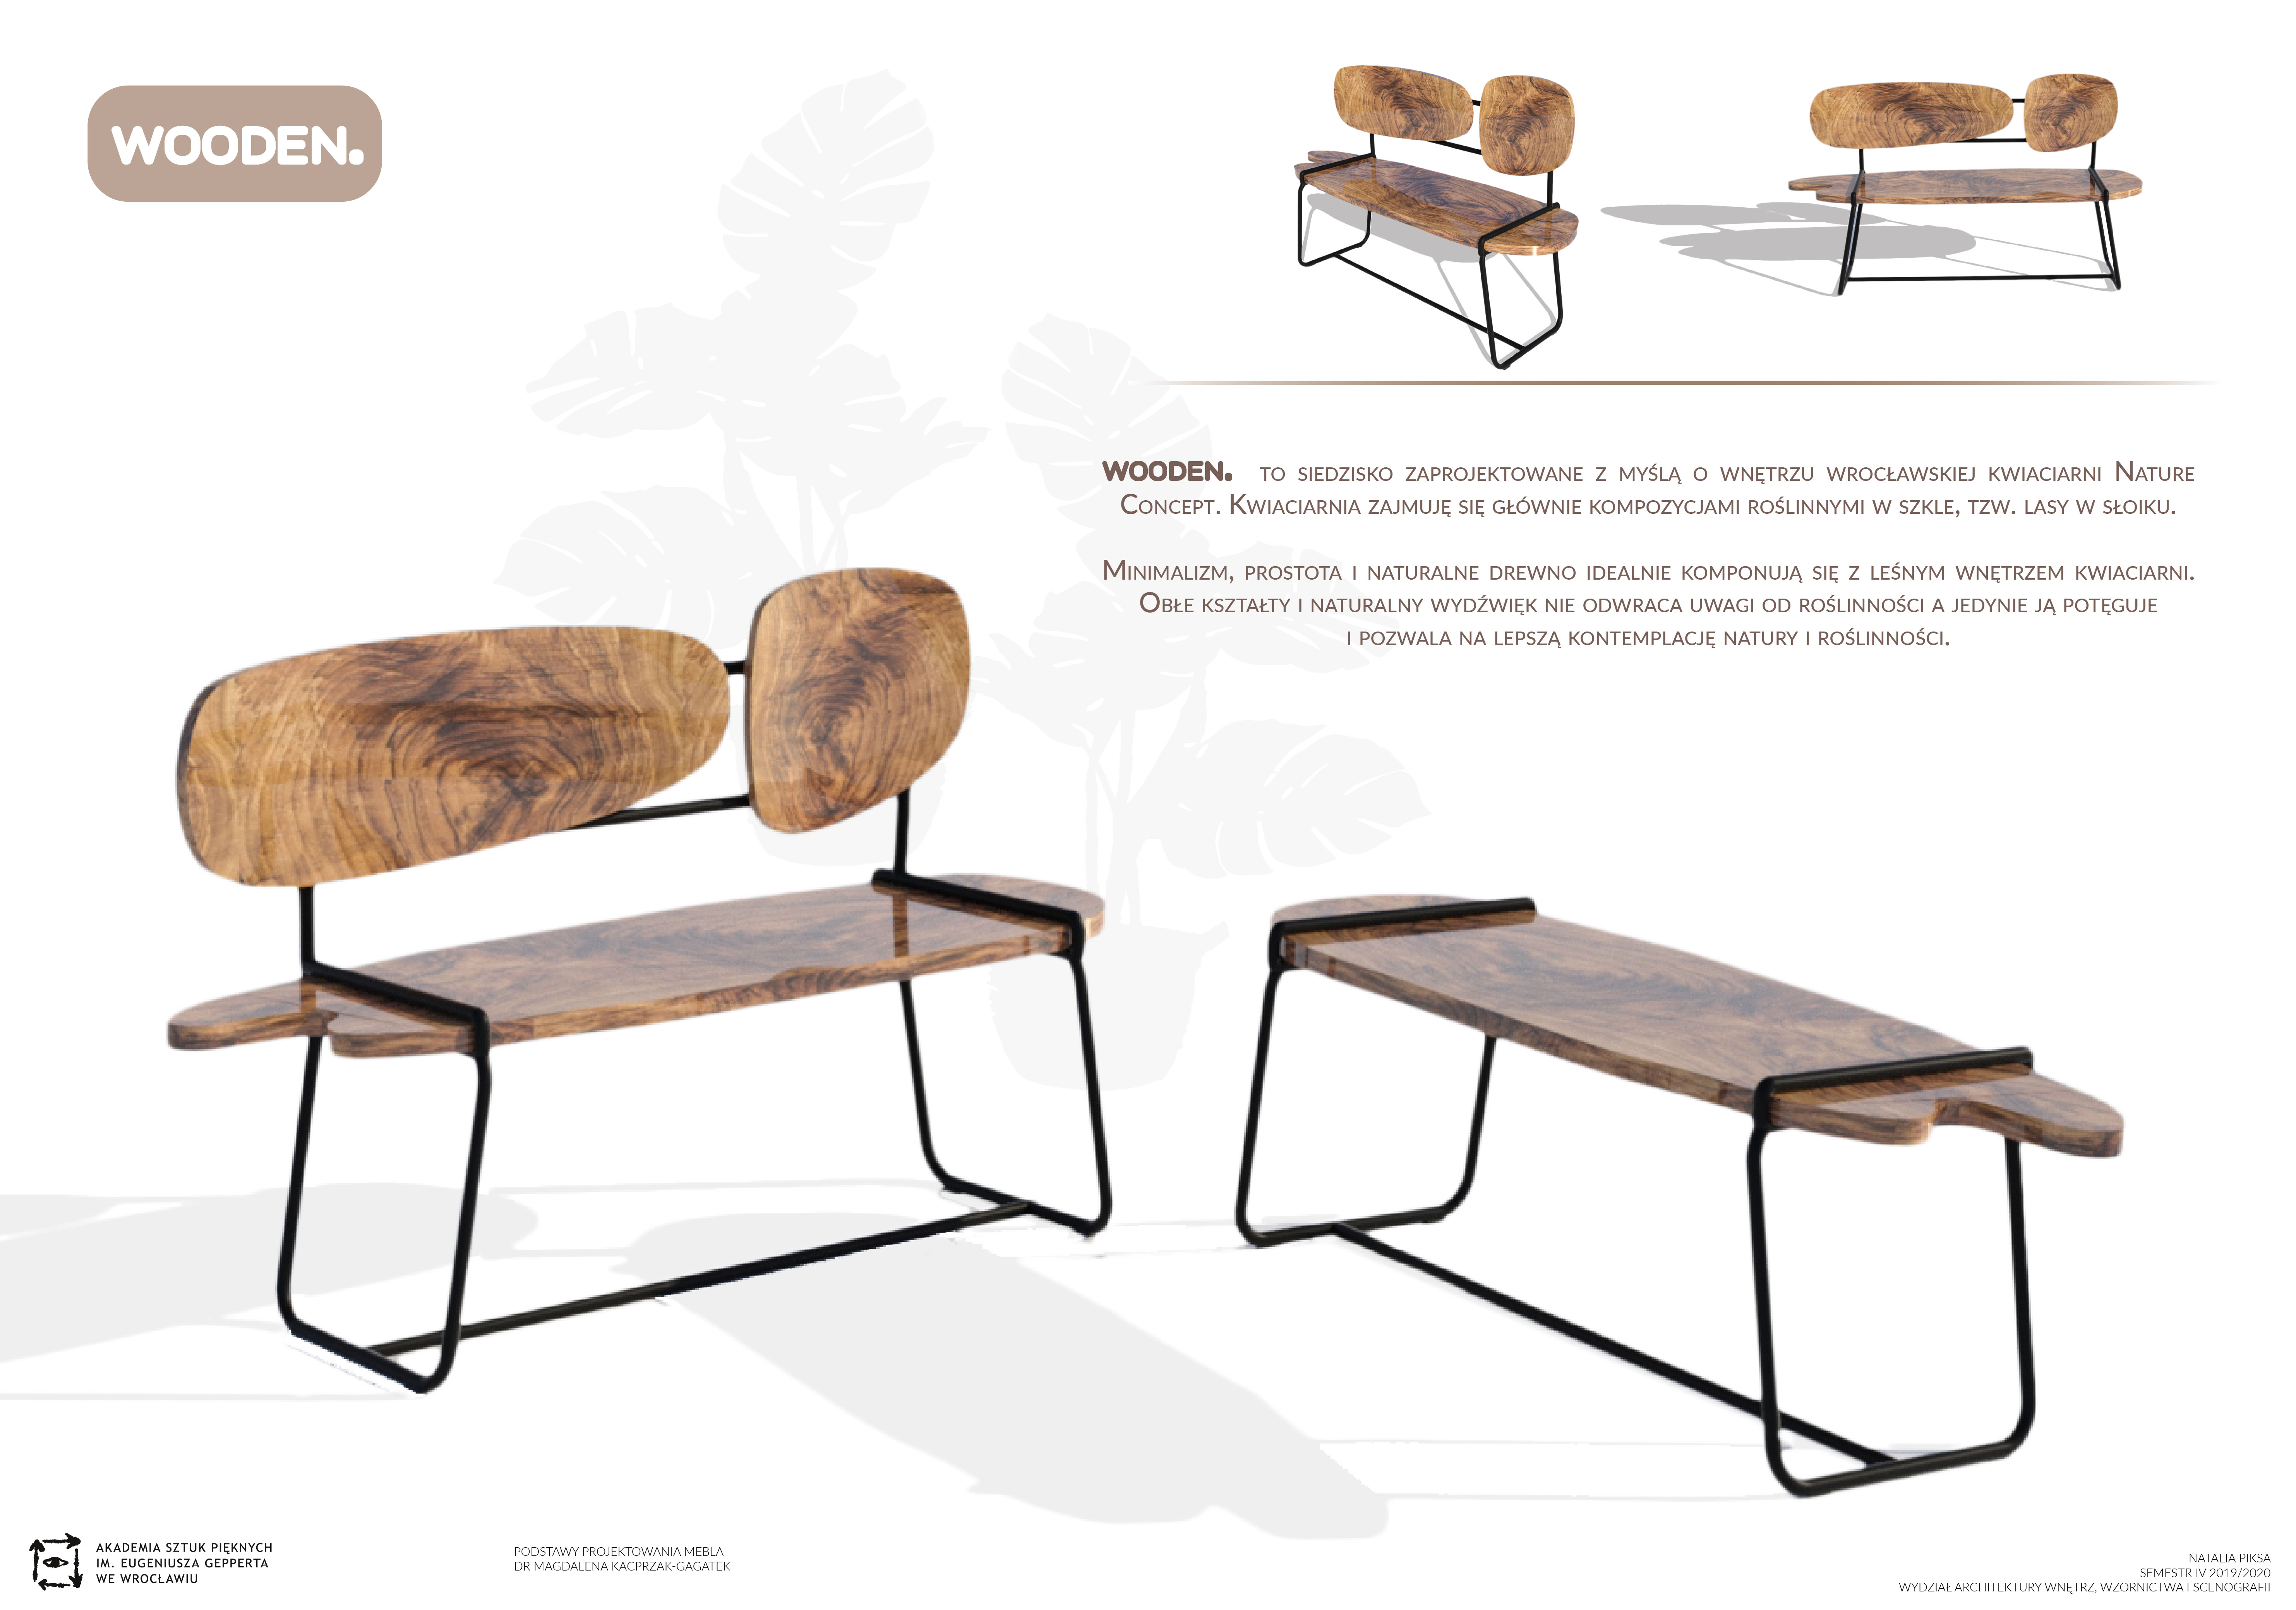 WOODEN.
WOODEN. to siedzisko zaprojektowane z myślą o wnętrzu wrocławskiej kwiaciarni Nature
Concept. Kwiaciarnia zajmuję się głównie kompozycjami roślinnymi w szkle, tzw. lasy w słoiku.
Minimalizm, prostota i naturalne drewno idealnie komponują się z leśnym wnętrzem kwiaciarni.
Obłe kształty i naturalny wydźwięk nie odwraca uwagi od roślinności a jedynie ją potęguje
i pozwala na lepszą kontemplację natury i roślinności.
AKADEMIA SZTUK PIĘKNYCH
IM. EUGENIUSZA GEPPERTA
WE WROCŁAWIU
PODSTAWY PROJEKTOWANIA MEBLA
DR MAGDALENA KACPRZAK-GAGATEK
NATALIA PIKSA
SEMESTR IV 2019/2020
WYDZIAŁ ARCHITEKTURY WNĘTRZ, WZORNICTWA I SCENOGRAFII